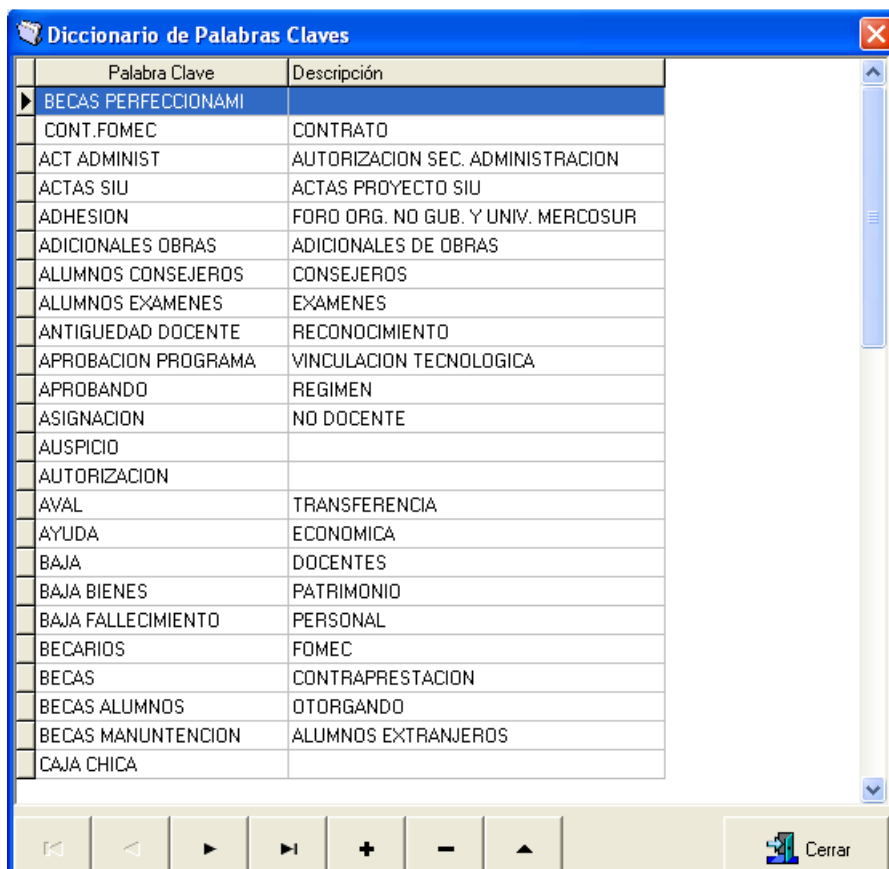 Diccionario de Palabras Claves
Palabra Clave Descripción
BECAS PERFECCIONAMI
CONT.FOMEC CONTRATO
ACT ADMINIST AUTORIZACION SEC. ADMINISTRACION
ACTAS SIU ACTAS PROYECTO SIU
ADHESION FORO ORG. NO GUB. Y UNIV. MERCOSUR
ADICIONALES OBRAS ADICIONALES DE OBRAS
ALUMNOS CONSEJEROS CONSEJEROS
ALUMNOS EXAMENES EXAMENES
ANTIGUEDAD DOCENTE RECONOCIMIENTO
APROBACION PROGRAMA VINCULACION TECNOLOGICA
APROBANDO REGIMEN
ASIGNACION NO DOCENTE
AUSPICIO
AUTORIZACION
AVAL TRANSFERENCIA
AYUDA ECONOMICA
BAJA DOCENTES
BAJA BIENES PATRIMONIO
BAJA FALLECIMIENTO PERSONAL
BECARIOS FOMEC
BECAS CONTRAPRESTACION
BECAS ALUMNOS OTORGANDO
BECAS MANUNTENCION ALUMNOS EXTRANJEROS
CAJA CHICA
Cerrar